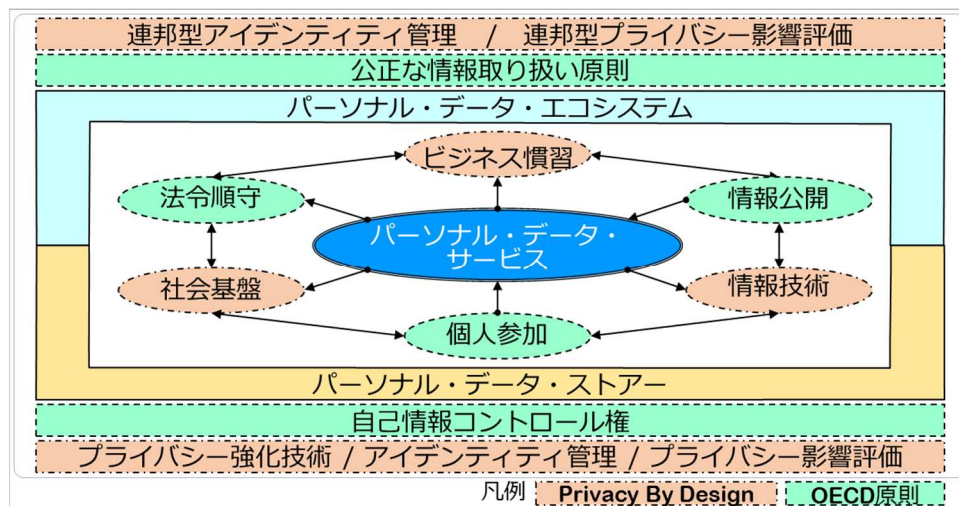 連邦型アイデンティティ管理 / 連邦型プライバシー影響評価
公正な情報取り扱い原則
パーソナル・データ・エコシステム
ビジネス慣習
法令順守
情報公開
パーソナル・データ・
サービス
社会基盤
情報技術
個人参加
パーソナル・データ・ストアー
自己情報コントロール権
プライバシー強化技術 / アイデンティティ管理 / プライバシー影響評価
凡例 Privacy By Design OECD原則